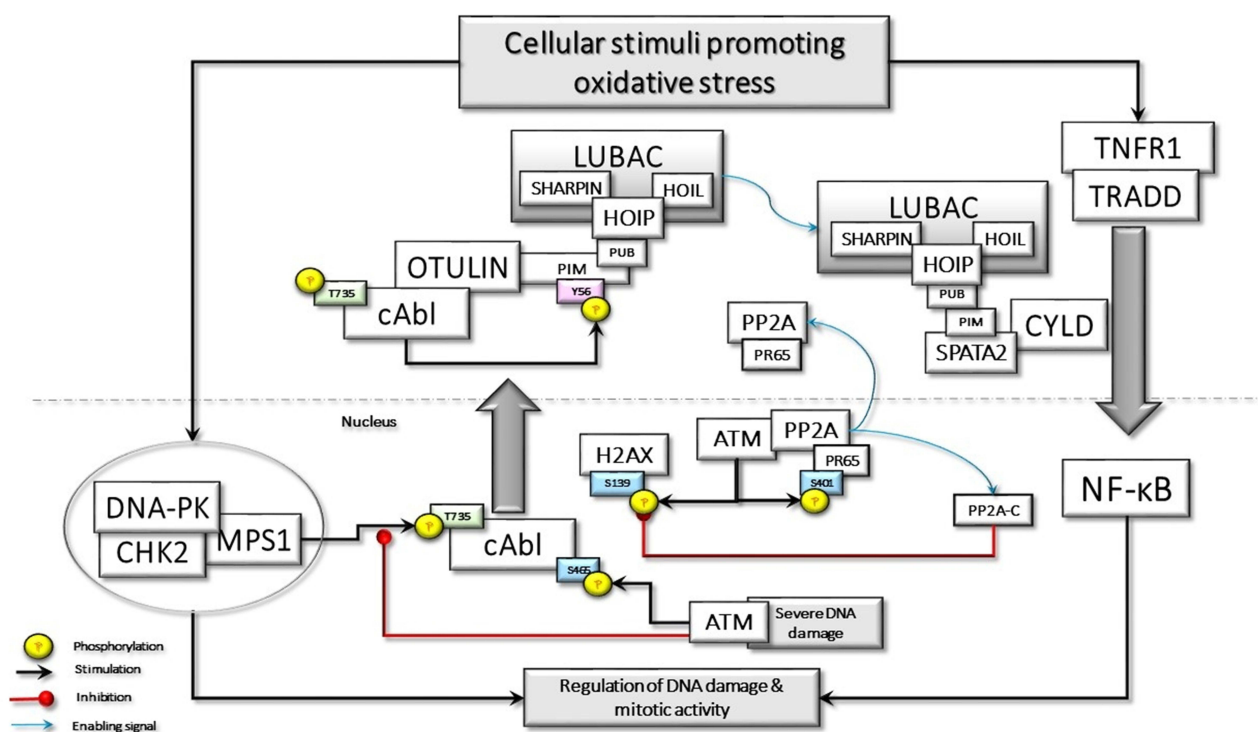 Cellular stimuli promoting
oxidative stress
TNFR1
TRADD
LUBAC
SHARPIN
HOIL
HOIP
PUB
OTULIN
PIM
P
T735
Y56
P
cAbl
LUBAC
SHARPIN
HOIL
HOIP
PUB
PIM
CYLD
SPATA2
PP2A
PR65
Nucleus
H2AX
S139
P
ATM
PP2A
PR65
S401
P
PP2A-C
NF-κB
DNA-PK
CHK2
MPS1
T735
P
cAbl
S465
P
ATM
Severe DNA
damage
P
Phosphorylation
Stimulation
Inhibition
Enabling signal
Regulation of DNA damage &
mitotic activity